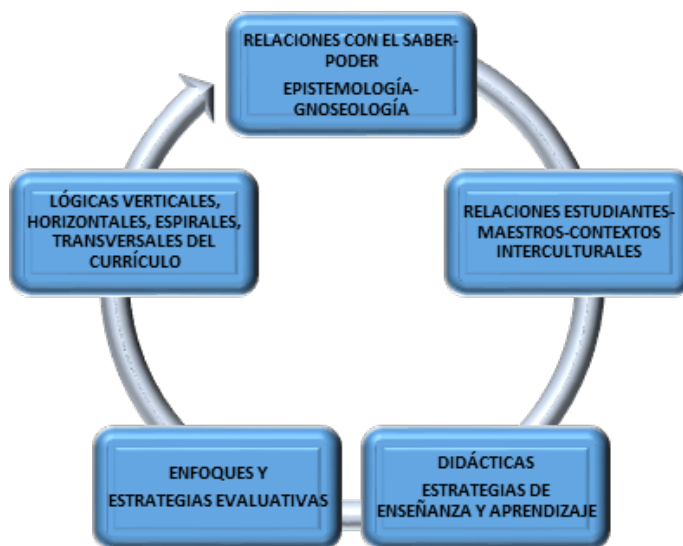 RELACIONES CON EL SABER-
PODER
EPISTEMOLOGÍA-
GNOSEOLOGÍA
RELACIONES ESTUDIANTES-
MAESTROS-CONTEXTOS
INTERCULTURALES
DIDÁCTICAS
ESTRATEGIAS DE
ENSEÑANZA Y APRENDIZAJE
ENFOQUES Y
ESTRATEGIAS EVALUATIVAS
LÓGICAS VERTICALES,
HORIZONTALES, ESPIRALES,
TRANSVERSALES DEL
CURRÍCULO